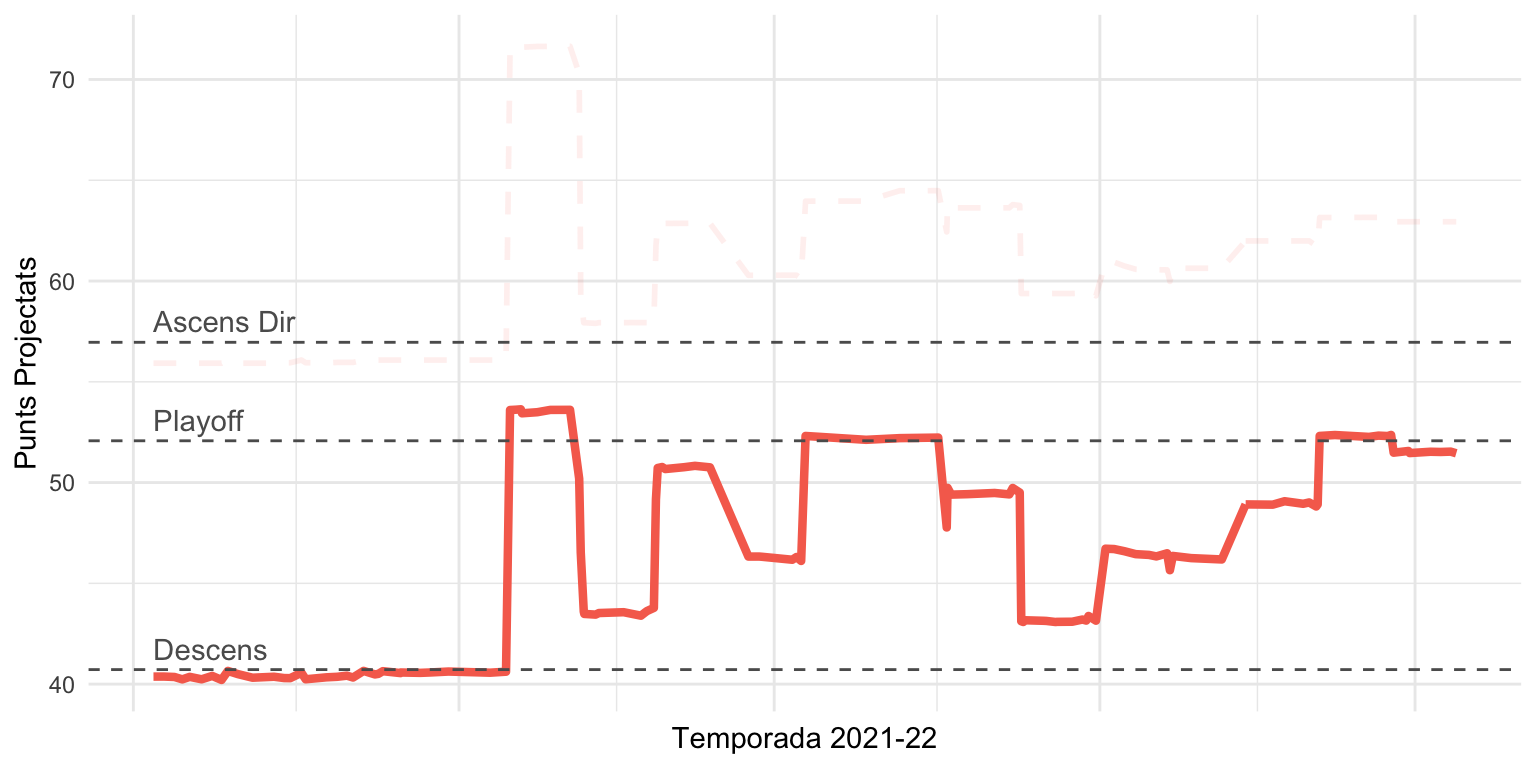 70
60
50
40
Punts Projectats
Ascens Dir
Playoff
Descens
Temporada 2021-22